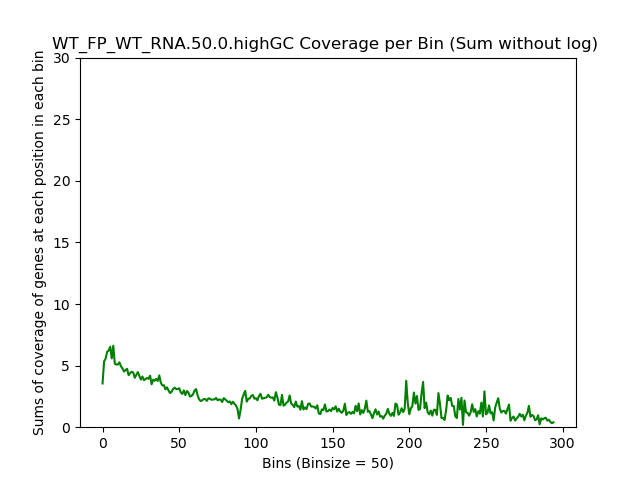 WT_FP_WT_RNA.50.0.highGC Coverage per Bin (Sum without log)
Sums of coverage of genes at each position in each bin
30
25
20
15
10
5
0
0 50 100 150 200 250 300
Bins (Binsize = 50)